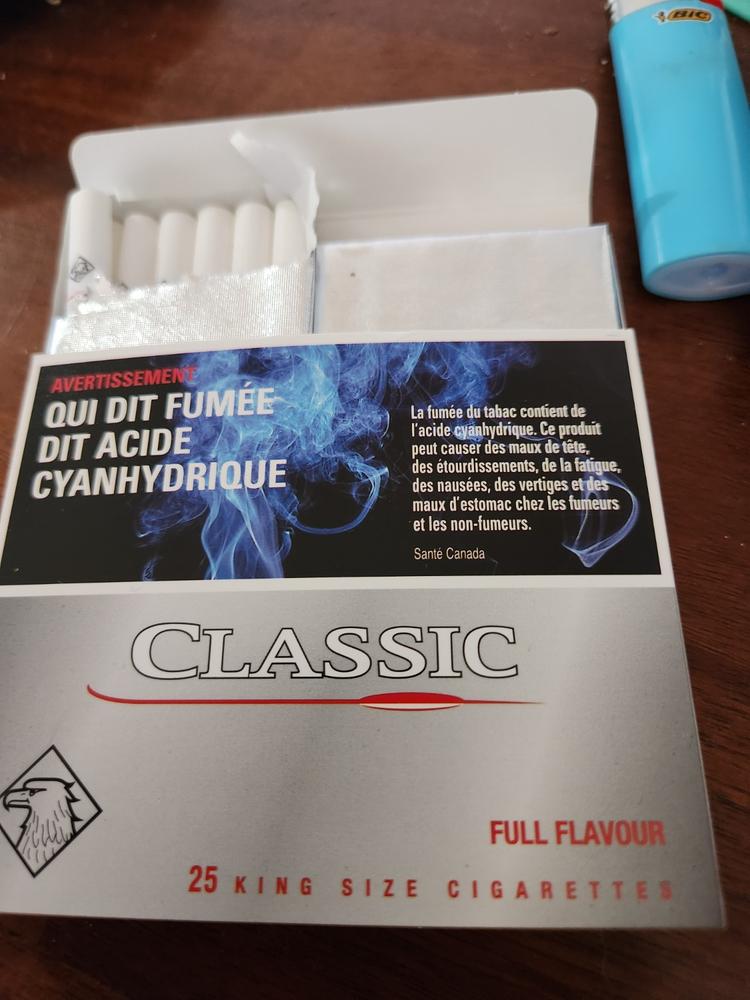 BIC
AVERTISSEMENT
QUI DIT FUMÉE
DIT ACIDE
CYANHYDRIQUE
La fumée du tabac contient de
l'acide cyanhydrique. Ce produit
peut causer des maux de tête,
des étourdissements, de la fatigue,
des nausées, des vertiges et des
maux d'estomac chez les fumeurs
et les non-fumeurs.
Santé Canada
CLASSIC
FULL FLAVOUR
25 KING SIZE CIGARETTES